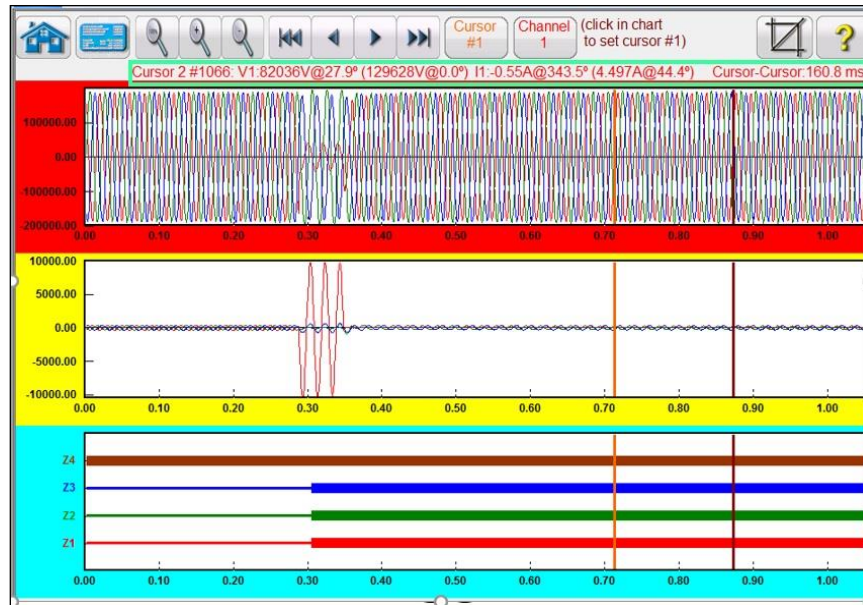 Cursor #1
Channel 1
(click in chart
to set cursor #1)
?
Cursor 2 #1066: V1:82036V@27.9° (129628V@0.0°) I1:-0.55A@343.5° (4.497A@44.4°) Cursor-Cursor:160.8 ms
100000.00
0.00
-100000.00
-200000.00
0.00 0.10 0.20 0.30 0.40 0.50 0.60 0.70 0.80 0.90 1.00
10000.00
5000.00
0.00
-5000.00
-10000.00
0.00 0.10 0.20 0.30 0.40 0.50 0.60 0.70 0.80 0.90 1.00
Z4
Z3
Z2
Z1
0.00 0.10 0.20 0.30 0.40 0.50 0.60 0.70 0.80 0.90 1.00